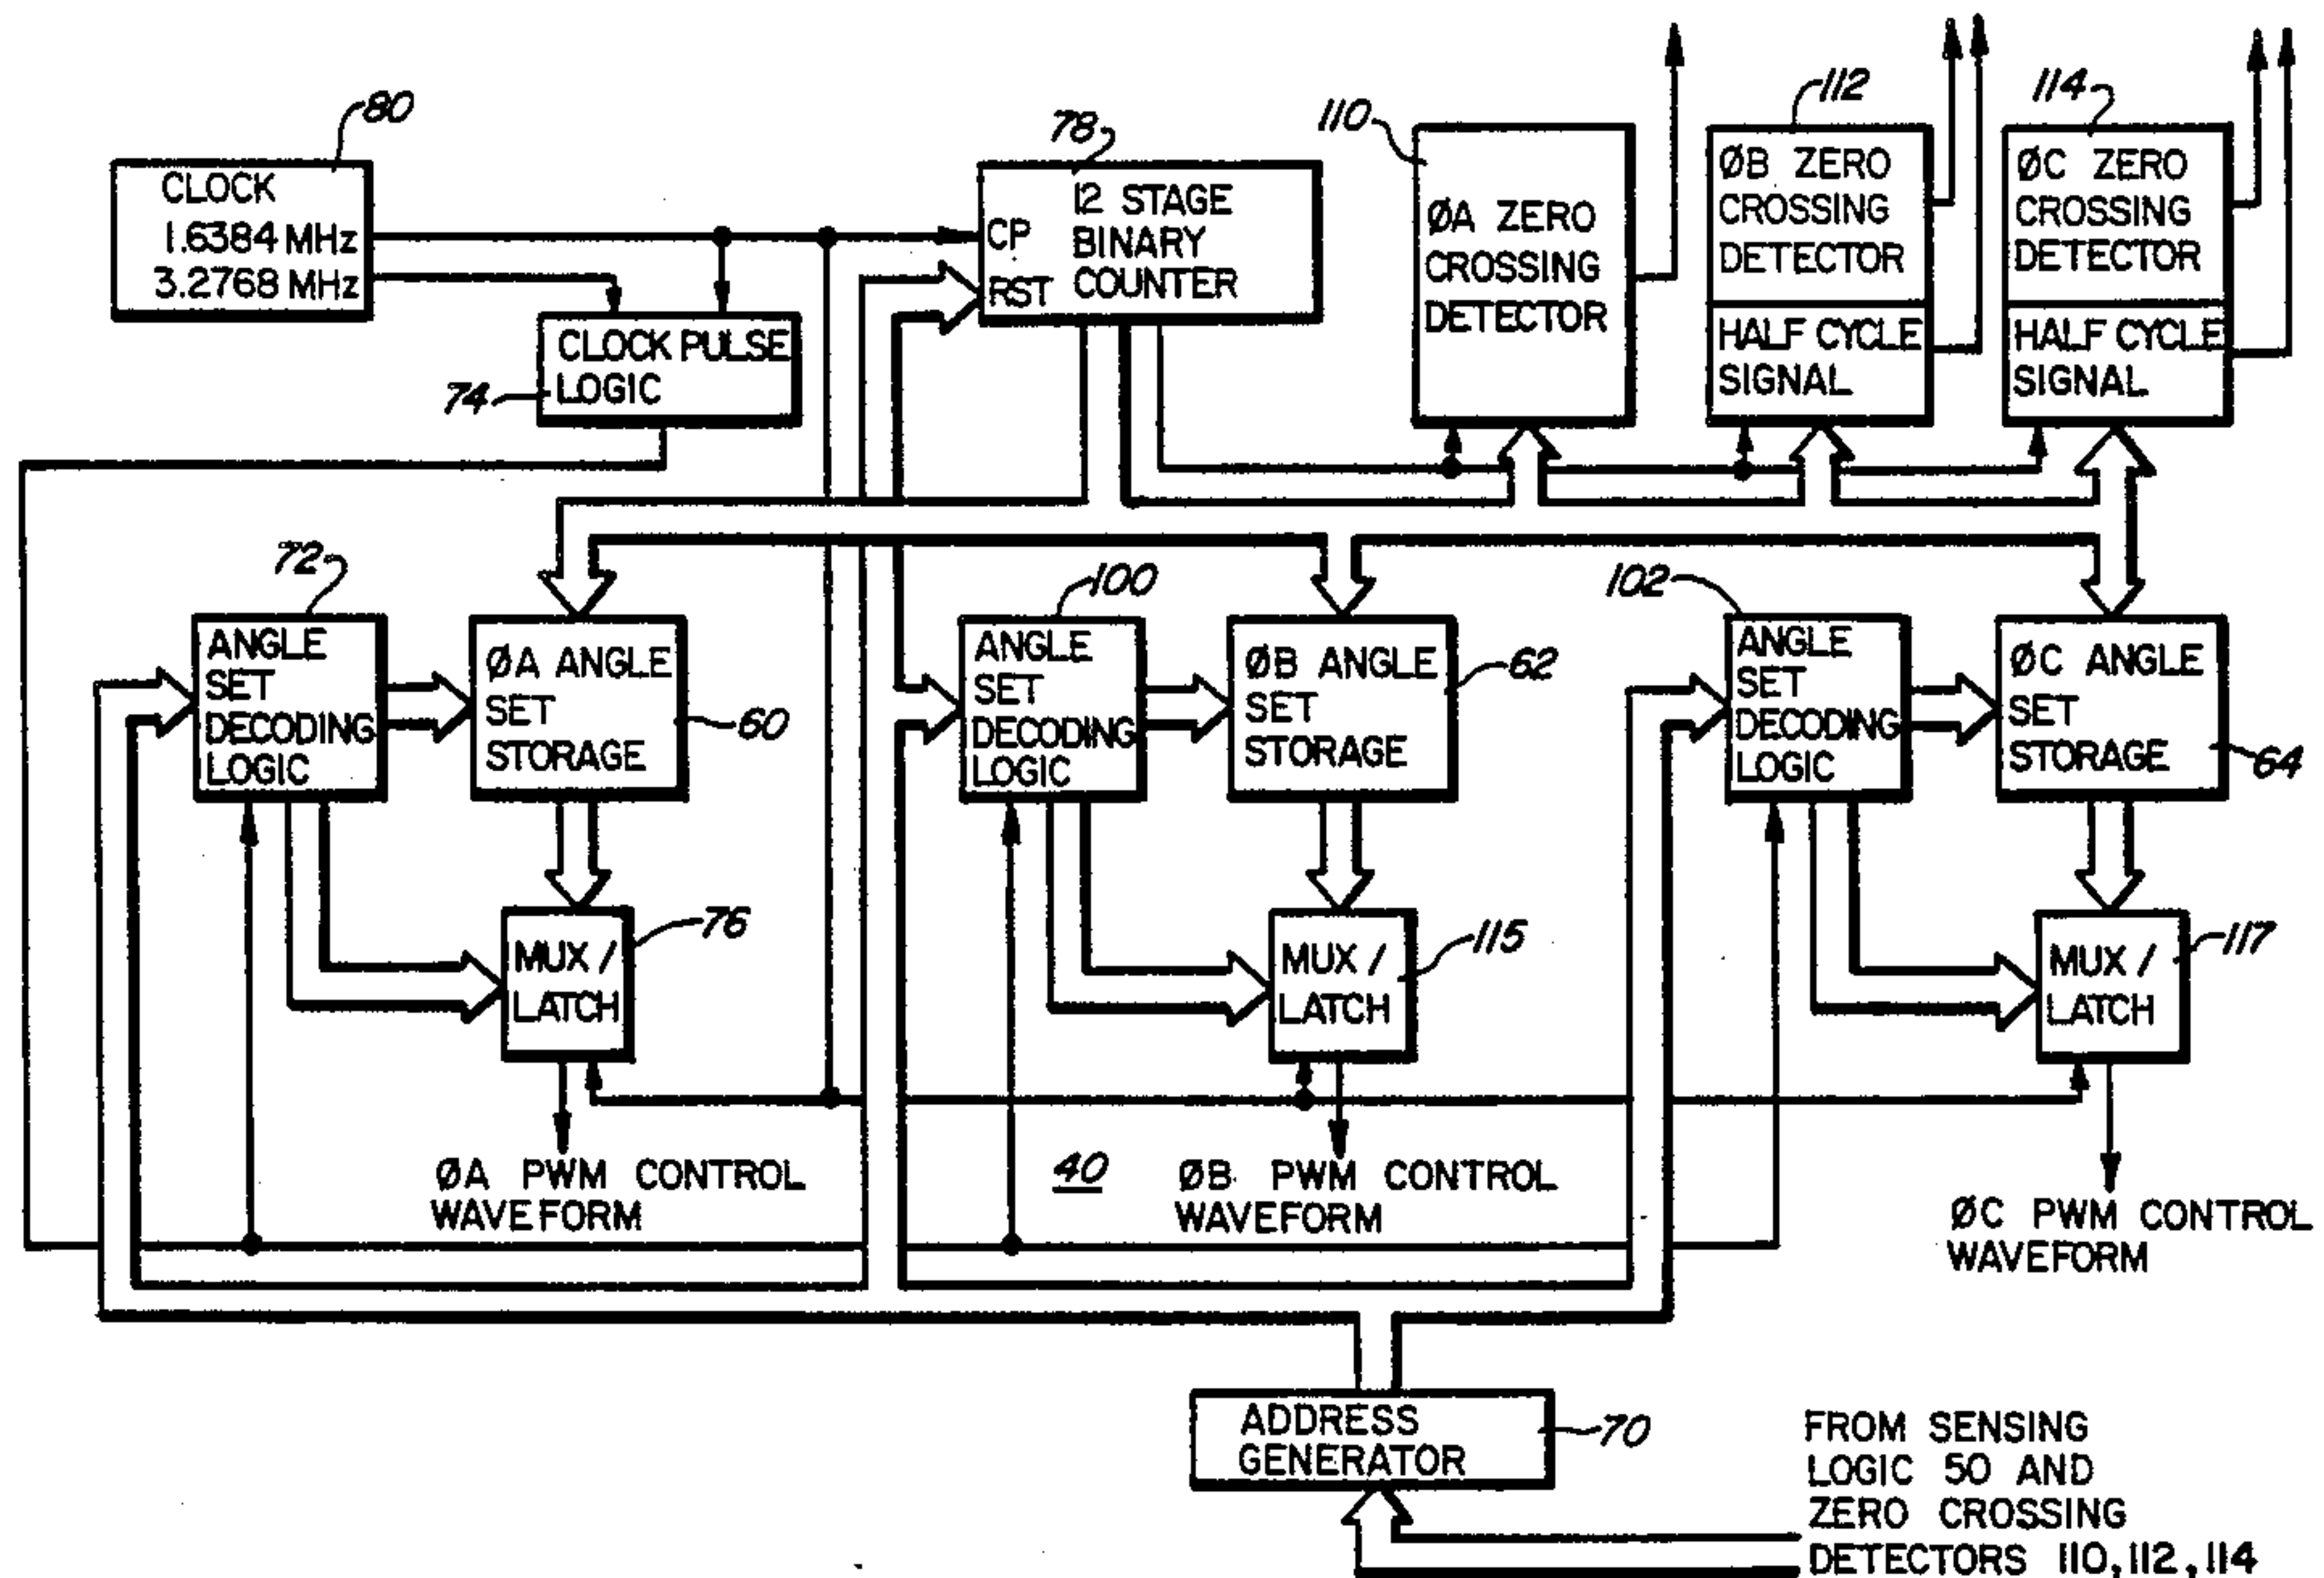 80
CLOCK
1.6384 MHz
3.2768 MHz
74
CLOCK PULSE
LOGIC
78
12 STAGE
BINARY
COUNTER
CP
RST
110
ØA ZERO
CROSSING
DETECTOR
112
ØB ZERO
CROSSING
DETECTOR
HALF CYCLE
SIGNAL
114
ØC ZERO
CROSSING
DETECTOR
HALF CYCLE
SIGNAL
72
ANGLE
SET
DECODING
LOGIC
ØA ANGLE
SET
STORAGE
60
100
ANGLE
SET
DECODING
LOGIC
ØB ANGLE
SET
STORAGE
62
102
ANGLE
SET
DECODING
LOGIC
ØC ANGLE
SET
STORAGE
64
MUX /
LATCH
76
MUX /
LATCH
115
MUX /
LATCH
117
ØA PWM CONTROL
WAVEFORM
40
ØB PWM CONTROL
WAVEFORM
ØC PWM CONTROL
WAVEFORM
ADDRESS
GENERATOR
70
FROM SENSING
LOGIC 50 AND
ZERO CROSSING
DETECTORS 110, 112, 114